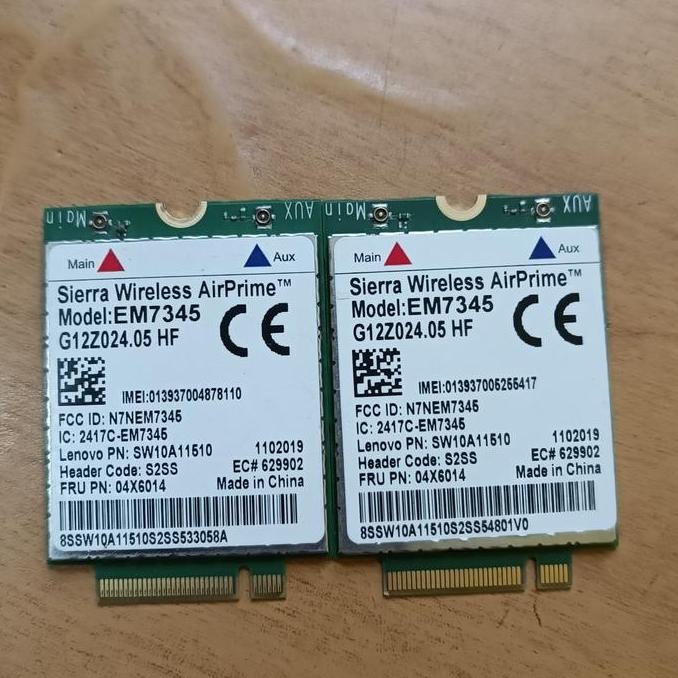 Main
AUX
Main Aux
Sierra Wireless AirPrime™
Model:EM7345
G12Z024.05 HF
CE
IMEI:013937004878110
FCC ID: N7NEM7345
IC: 2417C-EM7345
Lenovo PN: SW10A11510 1102019
Header Code: S2SS EC# 629902
FRU PN: 04X6014 Made in China
8SSW10A11510S2SS533058A
Main
AUX
Main Aux
Sierra Wireless AirPrime™
Model:EM7345
G12Z024.05 HF
CE
IMEI:013937005255417
FCC ID: N7NEM7345
IC: 2417C-EM7345
Lenovo PN: SW10A11510 1102019
Header Code: S2SS EC# 629902
FRU PN: 04X6014 Made in China
8SSW10A11510S2SS54801V0